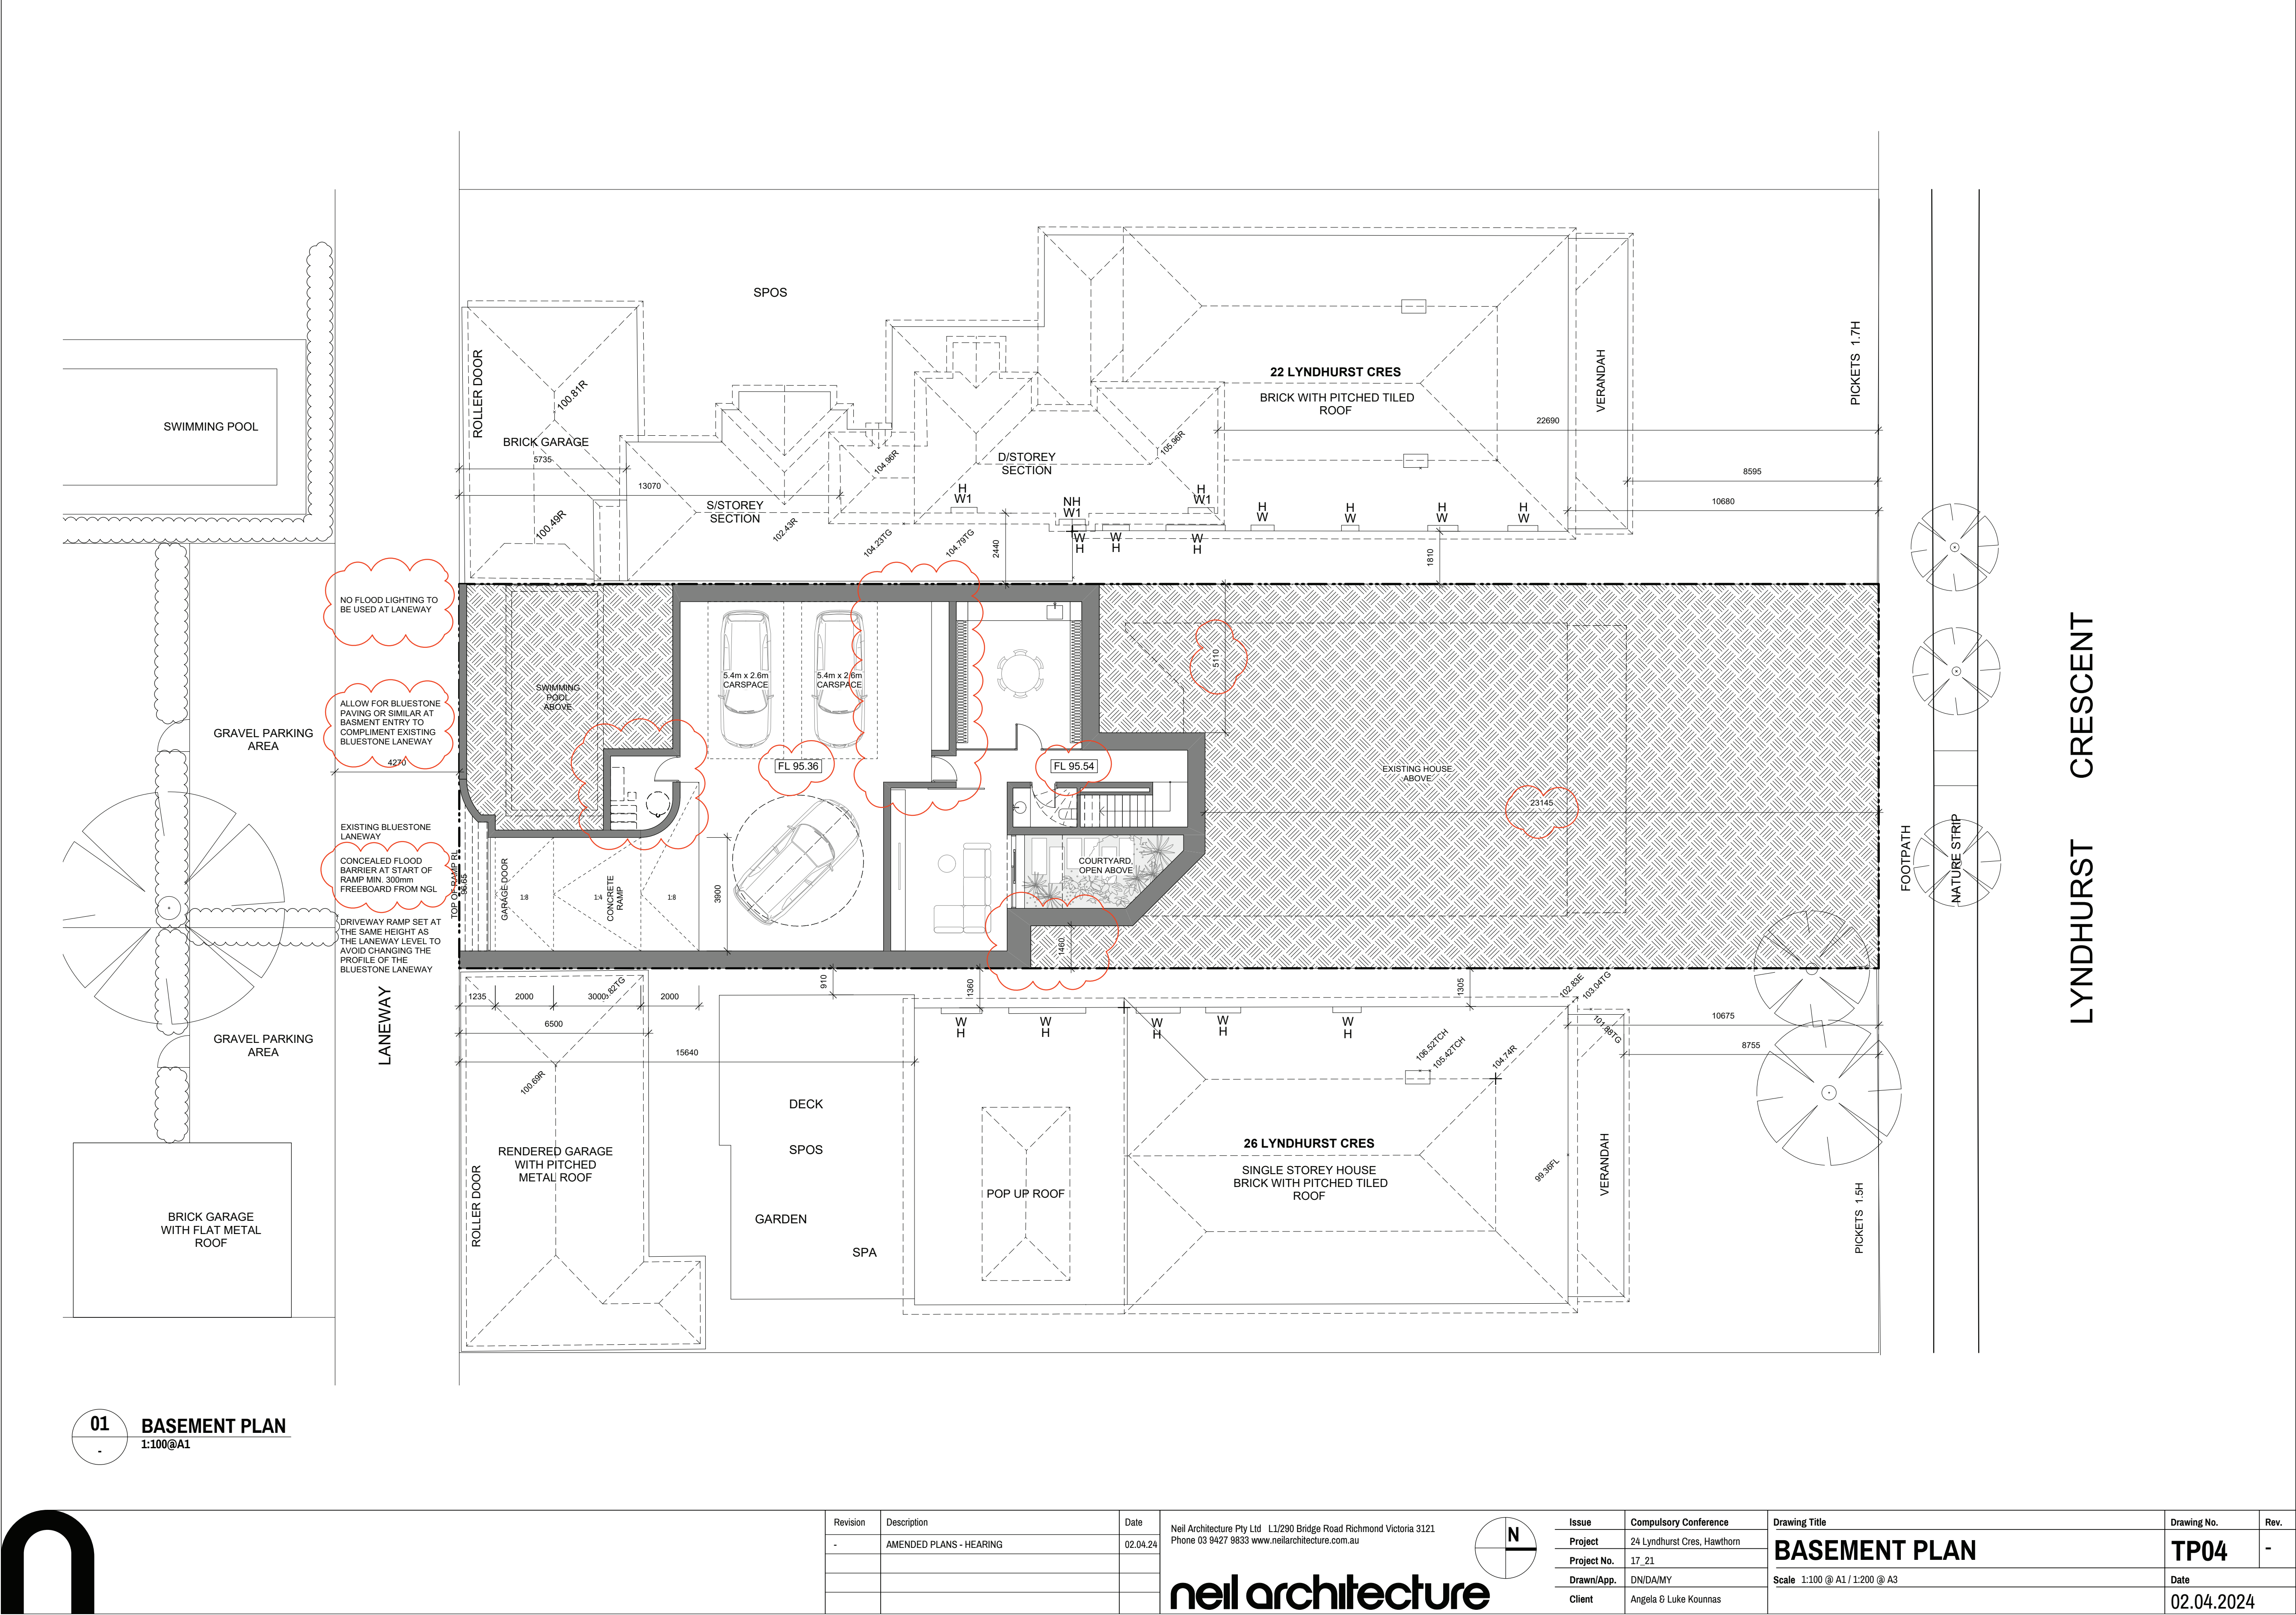 SPOS
SWIMMING POOL
ROLLER DOOR
100.81R
BRICK GARAGE
5735
13070
100.49R
S/STOREY
SECTION
102.43R
104.96R
104.23TG
104.79TG
D/STOREY
SECTION
105.96R
22 LYNDHURST CRES
BRICK WITH PITCHED TILED
ROOF
VERANDAH
PICKETS 1.7H
22690
8595
10680
H
W1
NH
W1
H
W1
H
W
H
W
H
W
H
W
W
H
W
H
W
H
2440
1810
NO FLOOD LIGHTING TO
BE USED AT LANEWAY
ALLOW FOR BLUESTONE
PAVING OR SIMILAR AT
BASMENT ENTRY TO
COMPLIMENT EXISTING
BLUESTONE LANEWAY
4270
GRAVEL PARKING
AREA
EXISTING BLUESTONE
LANEWAY
CONCEALED FLOOD
BARRIER AT START OF
RAMP MIN. 300mm
FREEBOARD FROM NGL
DRIVEWAY RAMP SET AT
THE SAME HEIGHT AS
THE LANEWAY LEVEL TO
AVOID CHANGING THE
PROFILE OF THE
BLUESTONE LANEWAY
TOP OF RAMP RL
SWIMMING
POOL
ABOVE
5.4m x 2.6m
CARSPACE
5.4m x 2.6m
CARSPACE
FL 95.36
FL 95.54
5110
EXISTING HOUSE
ABOVE
23145
GARAGE DOOR
1:8
1:4
CONCRETE
RAMP
1:8
3900
COURTYARD,
OPEN ABOVE
1460
FOOTPATH
NATURE STRIP
LYNDHURST CRESCENT
LANEWAY
GRAVEL PARKING
AREA
1235
2000
3000
2000
6500
15640
910
1360
1305
102.83E
103.04TG
101.88TG
10675
8755
W
H
W
H
W
H
W
H
W
H
106.52TCH
105.42TCH
104.74R
100.69R
DECK
SPOS
GARDEN
SPA
RENDERED GARAGE
WITH PITCHED
METAL ROOF
ROLLER DOOR
POP UP ROOF
26 LYNDHURST CRES
SINGLE STOREY HOUSE
BRICK WITH PITCHED TILED
ROOF
99.36FL
VERANDAH
PICKETS 1.5H
BRICK GARAGE
WITH FLAT METAL
ROOF
01
-
BASEMENT PLAN
1:100@A1
Revision Description Date
- AMENDED PLANS - HEARING 02.04.24
Neil Architecture Pty Ltd L1/290 Bridge Road Richmond Victoria 3121
Phone 03 9427 9833 www.neilarchitecture.com.au
neil architecture
N
Issue Compulsory Conference
Project 24 Lyndhurst Cres, Hawthorn
Project No. 17_21
Drawn/App. DN/DA/MY
Client Angela & Luke Kounnas
Drawing Title
BASEMENT PLAN
Scale 1:100 @ A1 / 1:200 @ A3
Drawing No.
TP04
Rev.
-
Date
02.04.2024